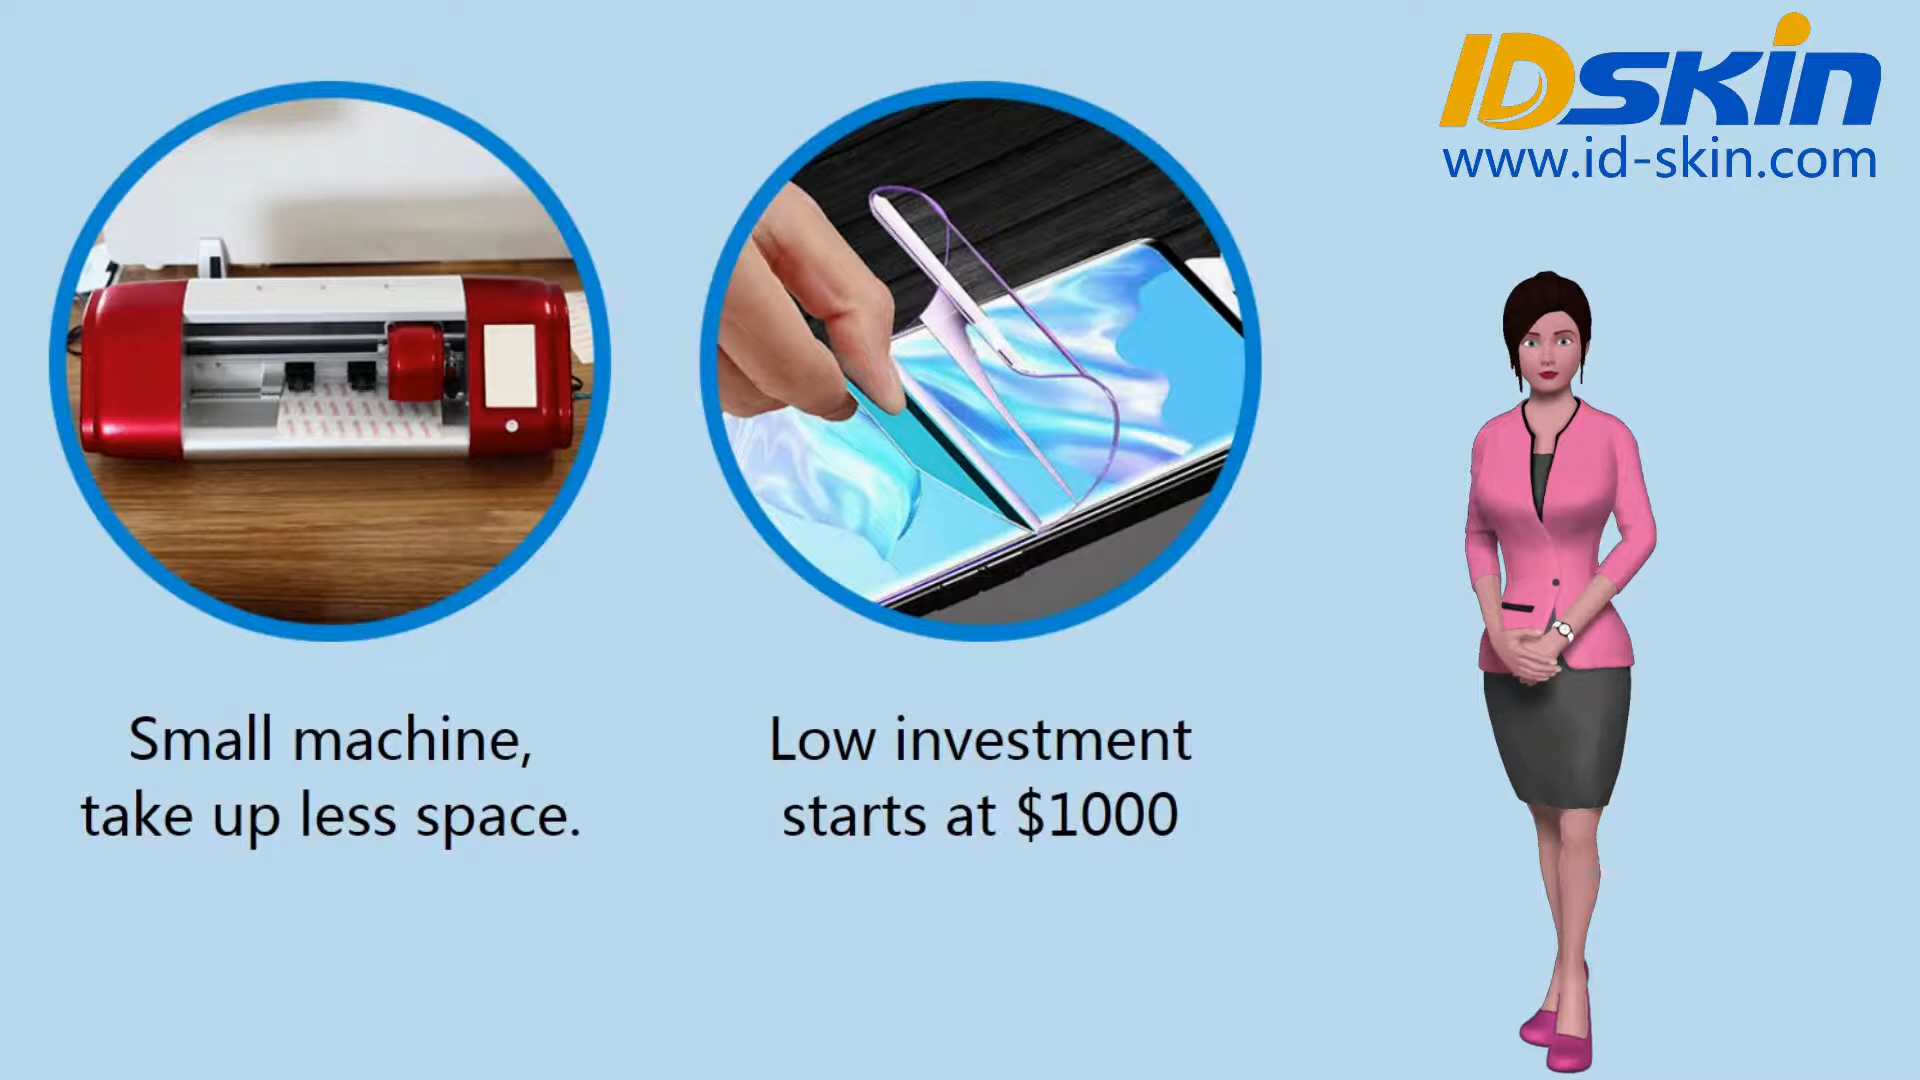 IDskin
www.id-skin.com
Small machine,
take up less space.
Low investment
starts at $1000